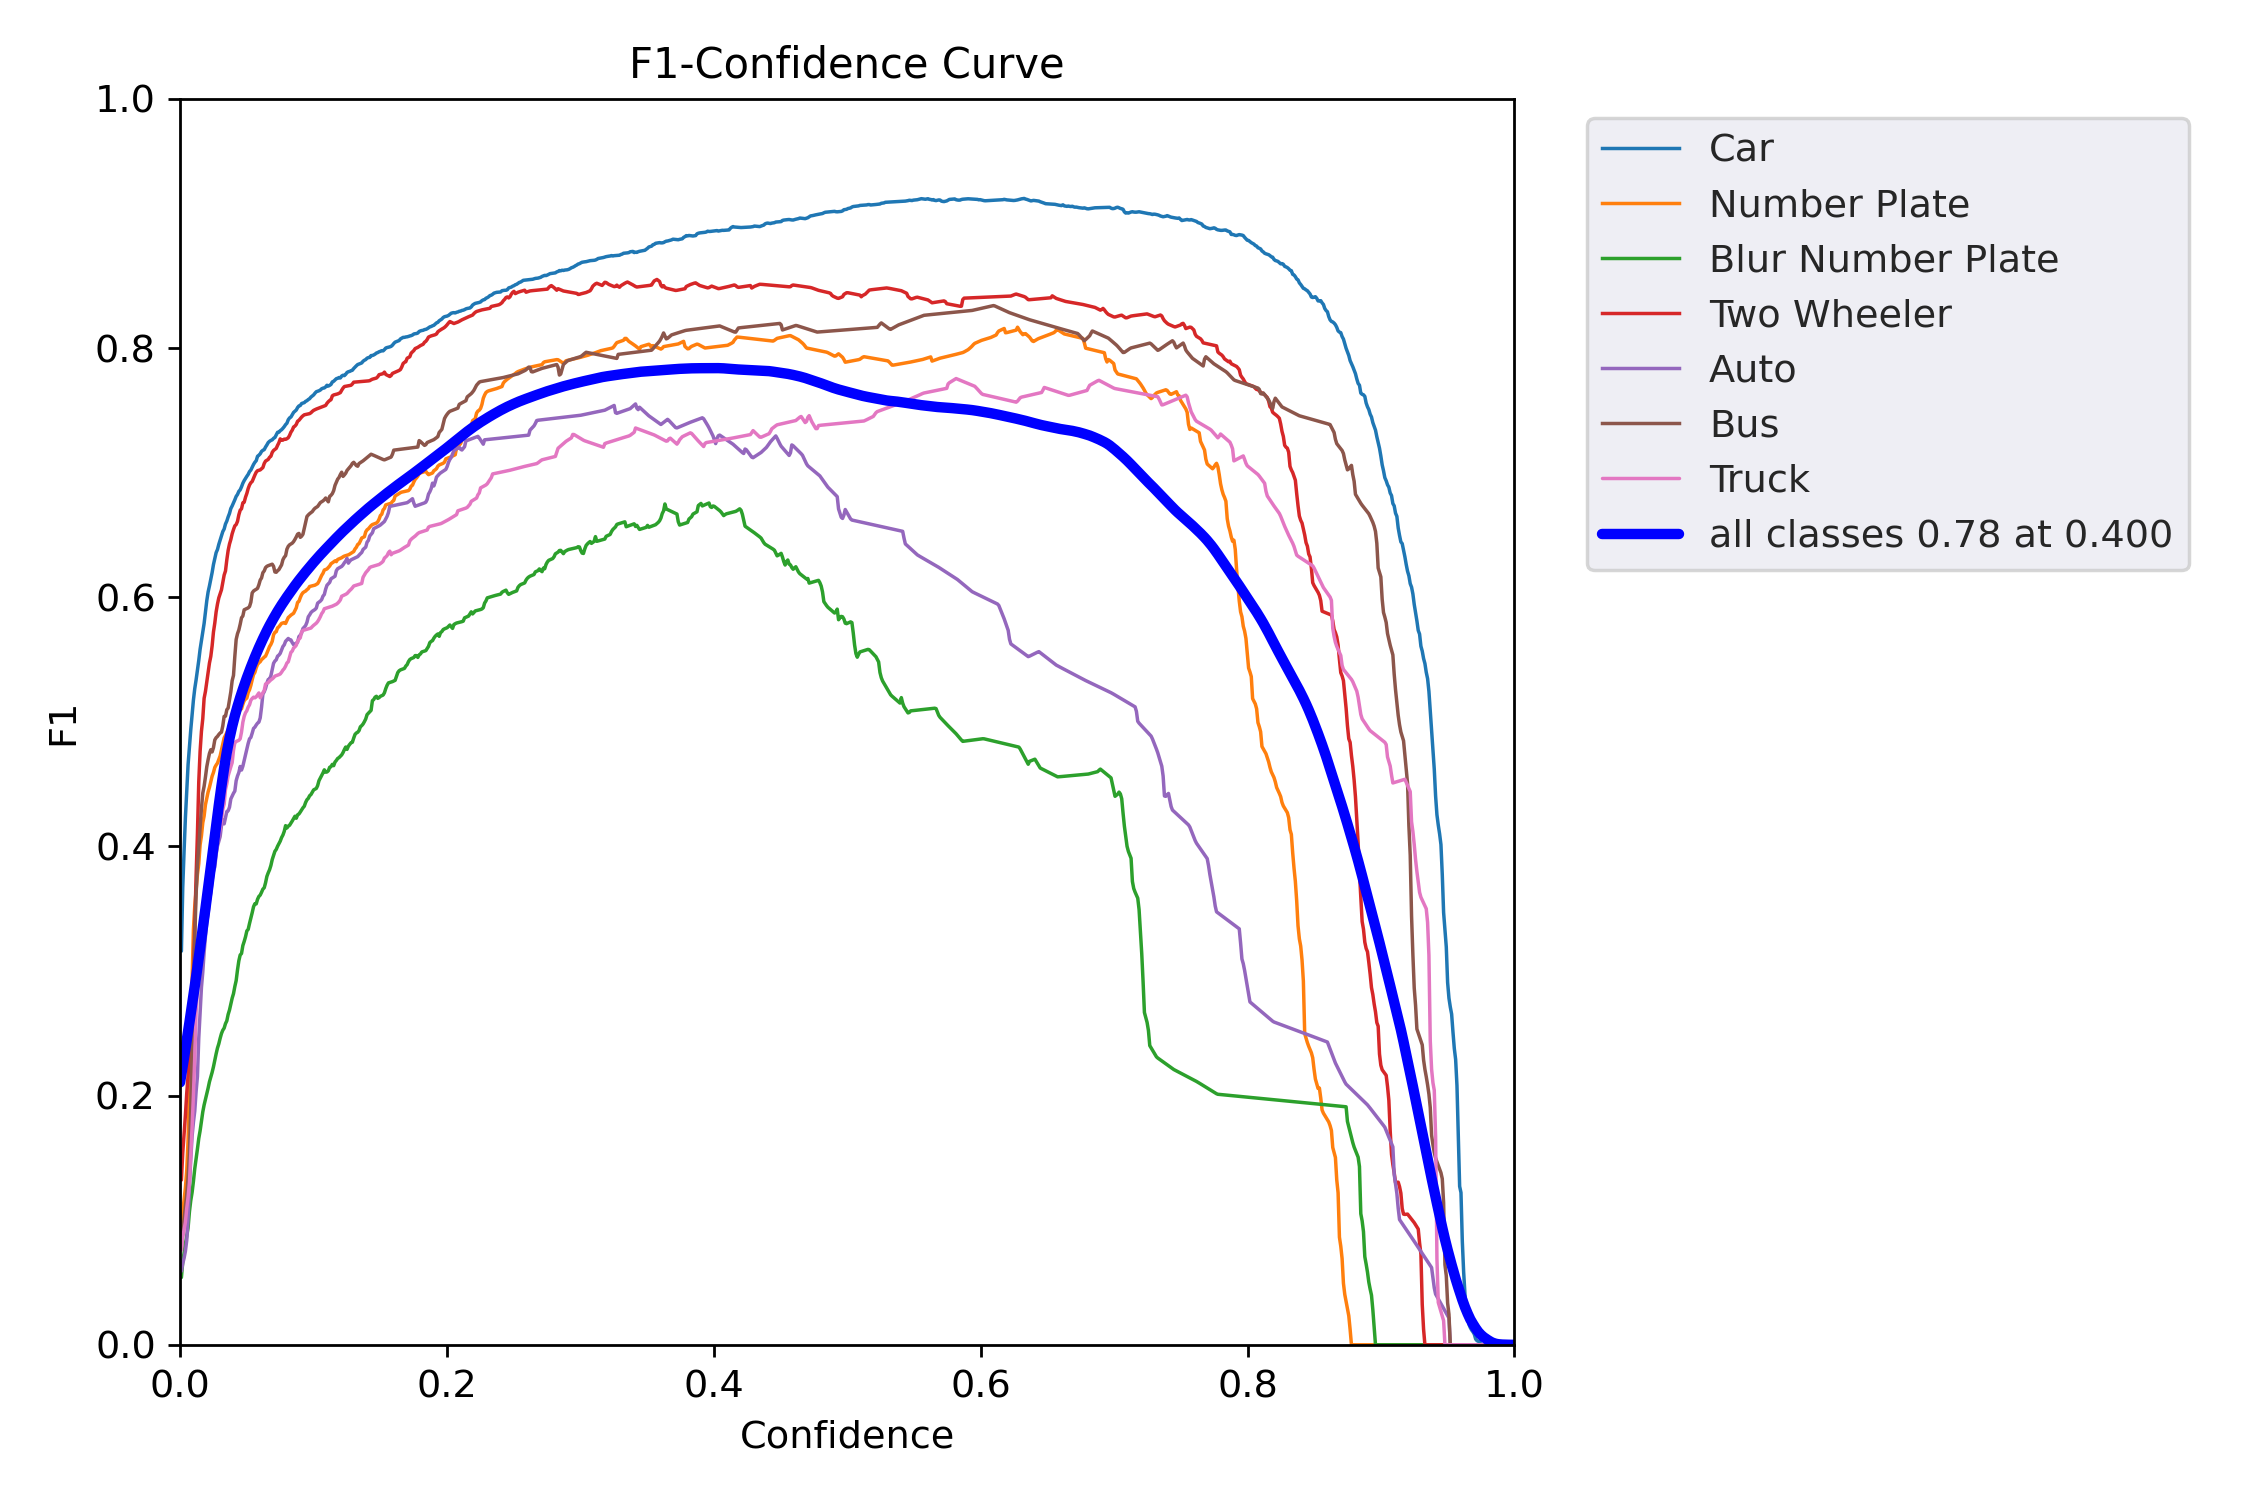 F1-Confidence Curve
1.0
0.8
0.6
0.4
0.2
0.0
F1
0.0 0.2 0.4 0.6 0.8 1.0
Confidence
Car
Number Plate
Blur Number Plate
Two Wheeler
Auto
Bus
Truck
all classes 0.78 at 0.400